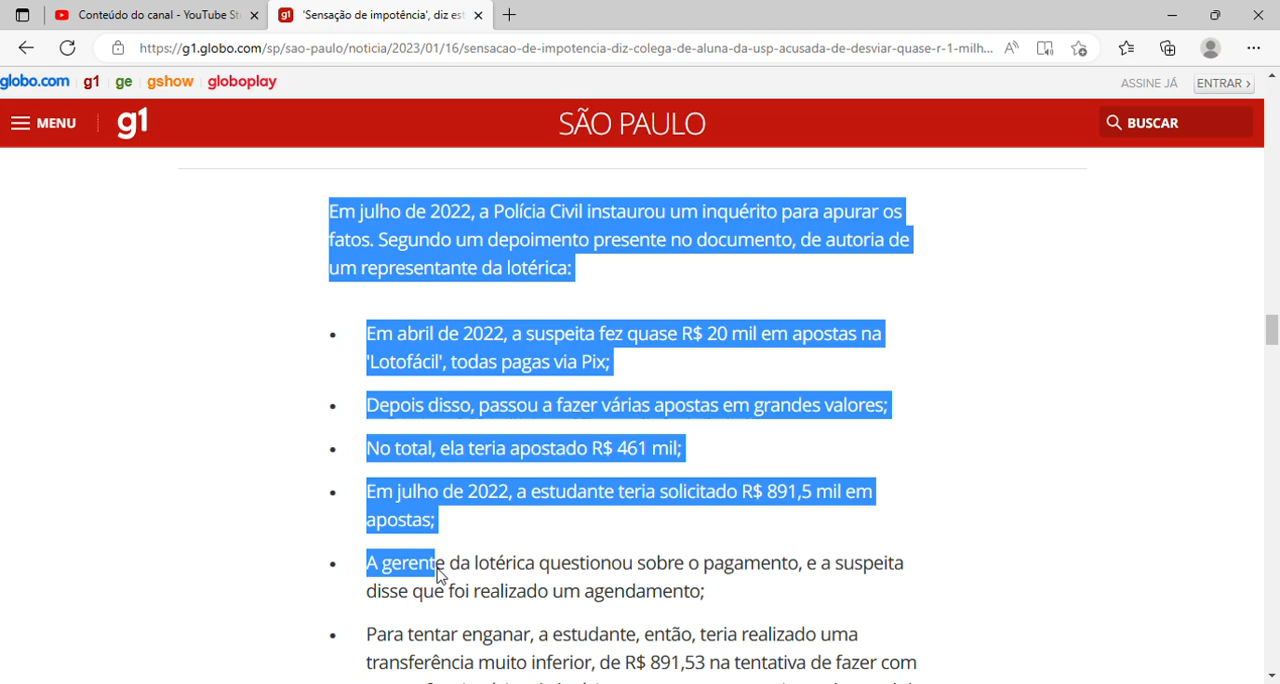 Conteúdo do canal - YouTube St
'Sensação de impotência', diz est
https://g1.globo.com/sp/sao-paulo/noticia/2023/01/16/sensacao-de-impotencia-diz-colega-de-aluna-da-usp-acusada-de-desviar-quase-r-1-milh...
globo.com g1 ge gshow globoplay
ASSINE JÁ ENTRAR ›
MENU g1 SÃO PAULO BUSCAR
Em julho de 2022, a Polícia Civil instaurou um inquérito para apurar os
fatos. Segundo um depoimento presente no documento, de autoria de
um representante da lotérica:
• Em abril de 2022, a suspeita fez quase R$ 20 mil em apostas na
'Lotofácil', todas pagas via Pix;
• Depois disso, passou a fazer várias apostas em grandes valores;
• No total, ela teria apostado R$ 461 mil;
• Em julho de 2022, a estudante teria solicitado R$ 891,5 mil em
apostas;
• A gerente da lotérica questionou sobre o pagamento, e a suspeita
disse que foi realizado um agendamento;
• Para tentar enganar, a estudante, então, teria realizado uma
transferência muito inferior, de R$ 891,53 na tentativa de fazer com